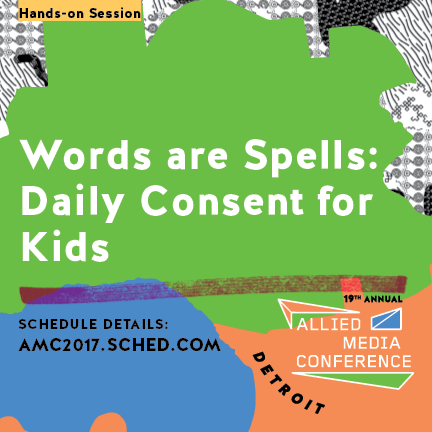 Hands-on Session
Words are Spells:
Daily Consent for
Kids
SCHEDULE DETAILS:
AMC2017.SCHED.COM
19TH ANNUAL
ALLIED
MEDIA
CONFERENCE
DETROIT